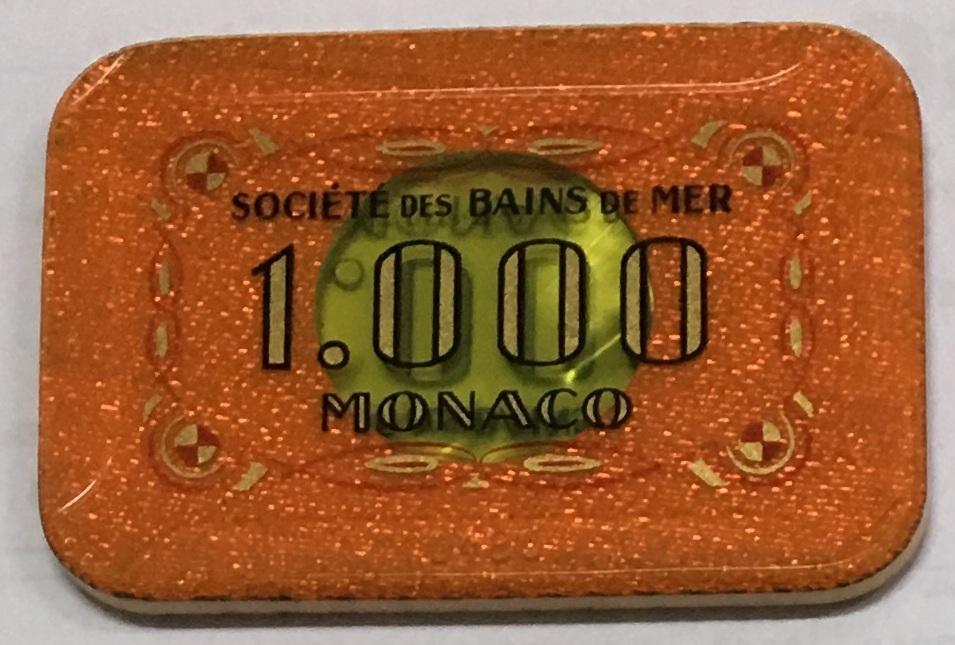 SOCIÉTÉ DES BAINS DE MER
1.000
MONACO